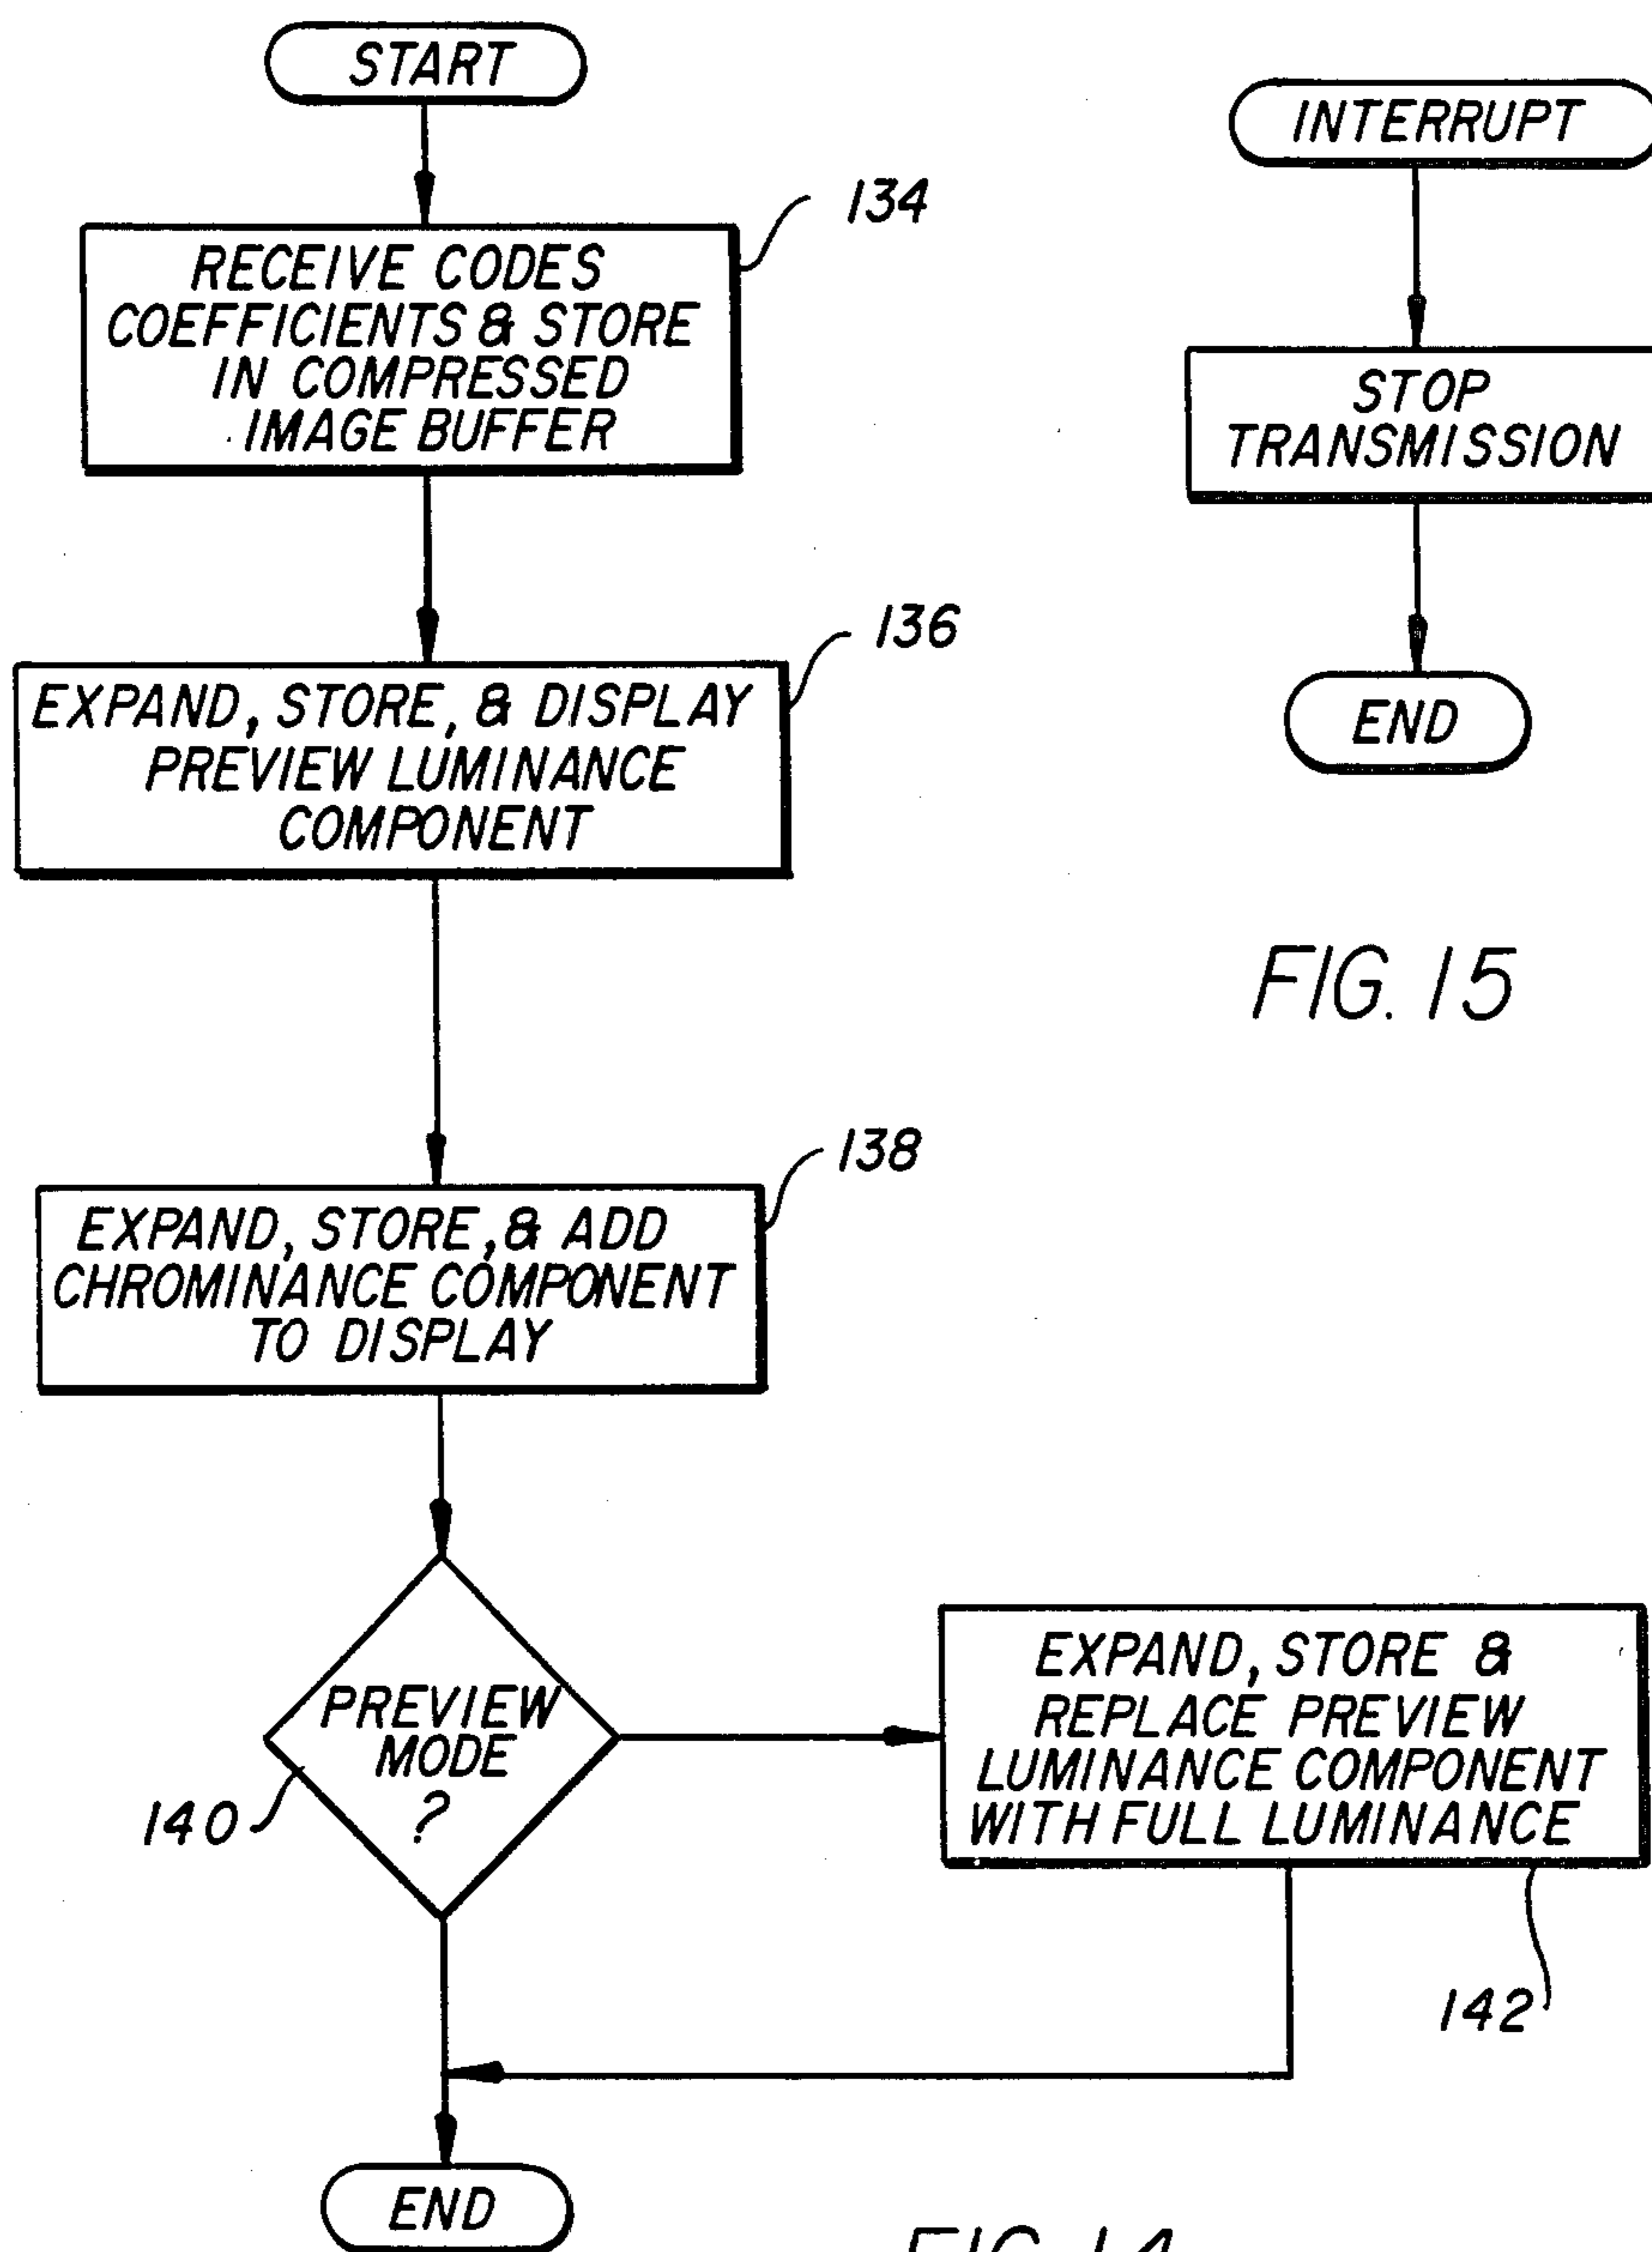 START
134
RECEIVE CODES
COEFFICIENTS & STORE
IN COMPRESSED
IMAGE BUFFER
136
EXPAND, STORE, & DISPLAY
PREVIEW LUMINANCE
COMPONENT
138
EXPAND, STORE, & ADD
CHROMINANCE COMPONENT
TO DISPLAY
PREVIEW
MODE
?
140
EXPAND, STORE &
REPLACE PREVIEW
LUMINANCE COMPONENT
WITH FULL LUMINANCE
142
END
FIG. 14
INTERRUPT
STOP
TRANSMISSION
END
FIG. 15